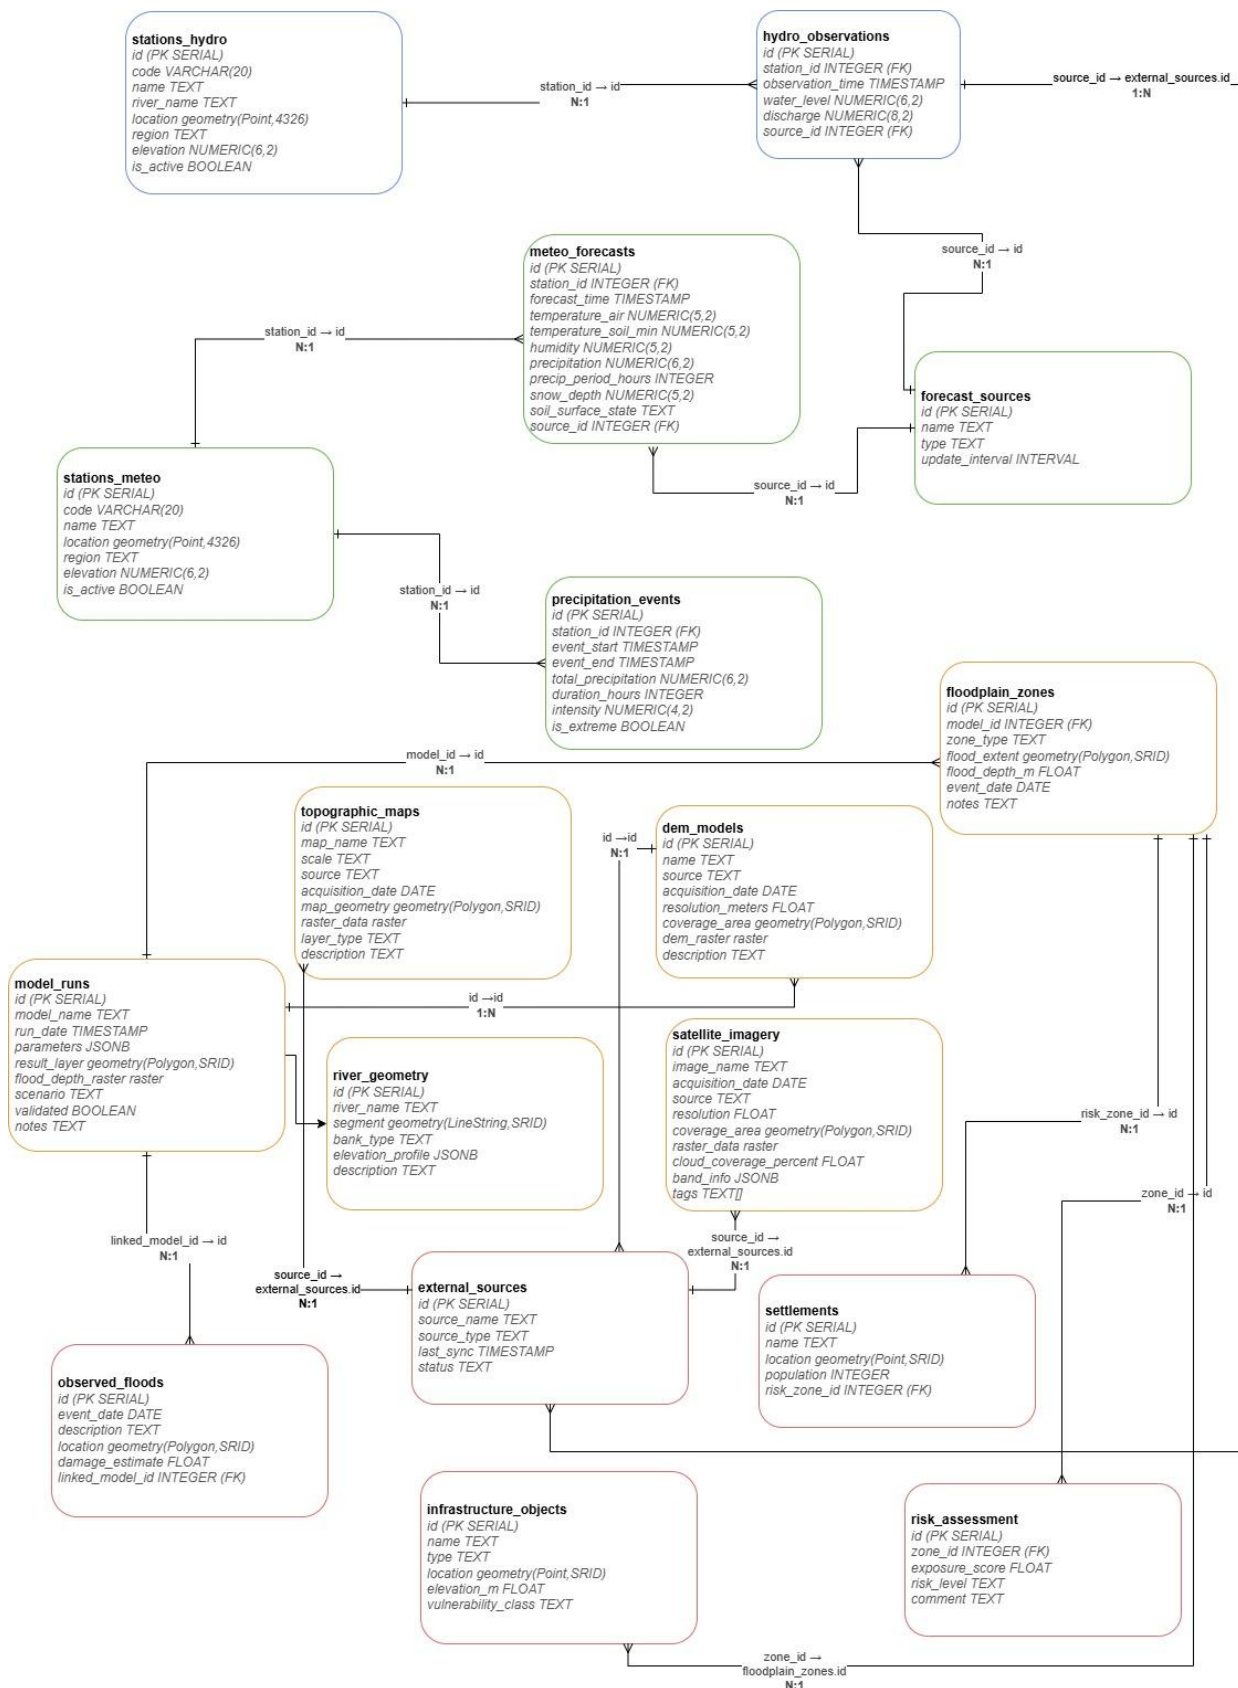 stations_hydro
id (PK SERIAL)
code VARCHAR(20)
name TEXT
river_name TEXT
location geometry(Point,4326)
region TEXT
elevation NUMERIC(6,2)
is_active BOOLEAN
station_id → id
N:1
hydro_observations
id (PK SERIAL)
station_id INTEGER (FK)
observation_time TIMESTAMP
water_level NUMERIC(6,2)
discharge NUMERIC(8,2)
source_id INTEGER (FK)
source_id → external_sources.id
1:N
source_id → id
N:1
meteo_forecasts
id (PK SERIAL)
station_id INTEGER (FK)
forecast_time TIMESTAMP
temperature_air NUMERIC(5,2)
temperature_soil_min NUMERIC(5,2)
humidity NUMERIC(5,2)
precipitation NUMERIC(6,2)
precip_period_hours INTEGER
snow_depth NUMERIC(5,2)
soil_surface_state TEXT
source_id INTEGER (FK)
station_id → id
N:1
forecast_sources
id (PK SERIAL)
name TEXT
type TEXT
update_interval INTERVAL
source_id → id
N:1
stations_meteo
id (PK SERIAL)
code VARCHAR(20)
name TEXT
location geometry(Point,4326)
region TEXT
elevation NUMERIC(6,2)
is_active BOOLEAN
station_id → id
N:1
precipitation_events
id (PK SERIAL)
station_id INTEGER (FK)
event_start TIMESTAMP
event_end TIMESTAMP
total_precipitation NUMERIC(6,2)
duration_hours INTEGER
intensity NUMERIC(4,2)
is_extreme BOOLEAN
floodplain_zones
id (PK SERIAL)
model_id INTEGER (FK)
zone_type TEXT
flood_extent geometry(Polygon,SRID)
flood_depth_m FLOAT
event_date DATE
notes TEXT
model_id → id
N:1
topographic_maps
id (PK SERIAL)
map_name TEXT
scale TEXT
source TEXT
acquisition_date DATE
map_geometry geometry(Polygon,SRID)
raster_data raster
layer_type TEXT
description TEXT
id →id
N:1
dem_models
id (PK SERIAL)
name TEXT
source TEXT
acquisition_date DATE
resolution_meters FLOAT
coverage_area geometry(Polygon,SRID)
dem_raster raster
description TEXT
model_runs
id (PK SERIAL)
model_name TEXT
run_date TIMESTAMP
parameters JSONB
result_layer geometry(Polygon,SRID)
flood_depth_raster raster
scenario TEXT
validated BOOLEAN
notes TEXT
id →id
1:N
river_geometry
id (PK SERIAL)
river_name TEXT
segment geometry(LineString,SRID)
bank_type TEXT
elevation_profile JSONB
description TEXT
satellite_imagery
id (PK SERIAL)
image_name TEXT
acquisition_date DATE
source TEXT
resolution FLOAT
coverage_area geometry(Polygon,SRID)
raster_data raster
cloud_coverage_percent FLOAT
band_info JSONB
tags TEXT[]
risk_zone_id → id
N:1
zone_id → id
N:1
linked_model_id → id
N:1
source_id →
external_sources.id
N:1
source_id →
external_sources.id
N:1
external_sources
id (PK SERIAL)
source_name TEXT
source_type TEXT
last_sync TIMESTAMP
status TEXT
settlements
id (PK SERIAL)
name TEXT
location geometry(Point,SRID)
population INTEGER
risk_zone_id INTEGER (FK)
observed_floods
id (PK SERIAL)
event_date DATE
description TEXT
location geometry(Polygon,SRID)
damage_estimate FLOAT
linked_model_id INTEGER (FK)
infrastructure_objects
id (PK SERIAL)
name TEXT
type TEXT
location geometry(Point,SRID)
elevation_m FLOAT
vulnerability_class TEXT
risk_assessment
id (PK SERIAL)
zone_id INTEGER (FK)
exposure_score FLOAT
risk_level TEXT
comment TEXT
zone_id →
floodplain_zones.id
N:1